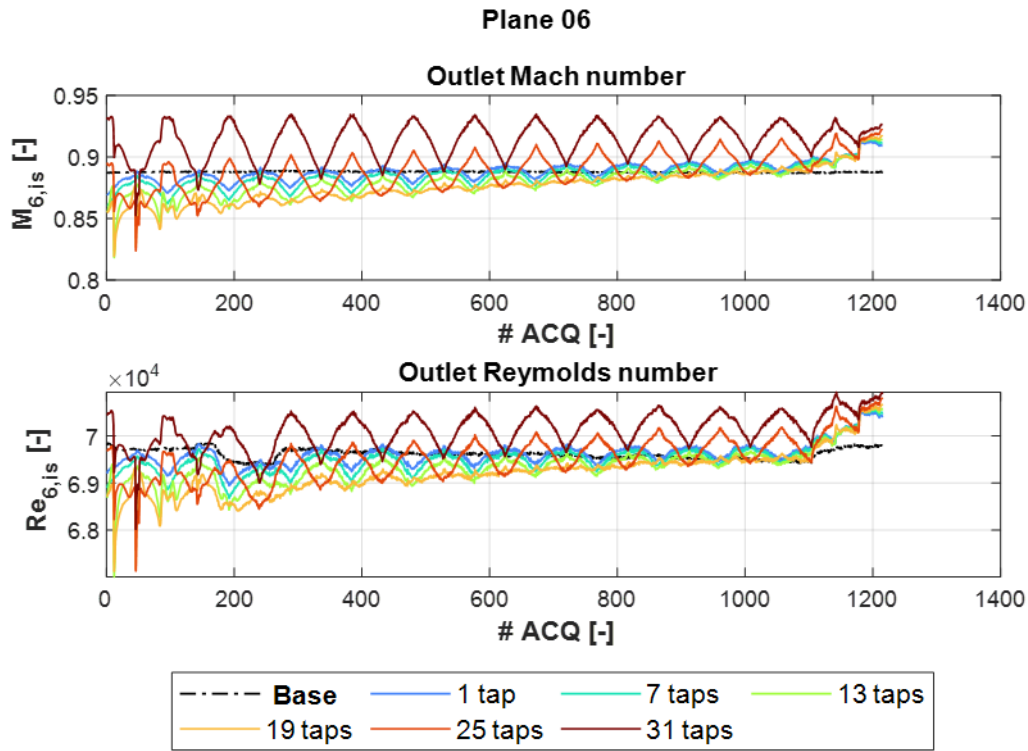 Plane 06
Outlet Mach number
M6,is [-]
0.95
0.9
0.85
0.8
0 200 400 600 800 1000 1200 1400
# ACQ [-]
Outlet Reymolds number
×10^4
Re6,is [-]
7
6.9
6.8
0 200 400 600 800 1000 1200 1400
# ACQ [-]
Base 1 tap 7 taps 13 taps
19 taps 25 taps 31 taps